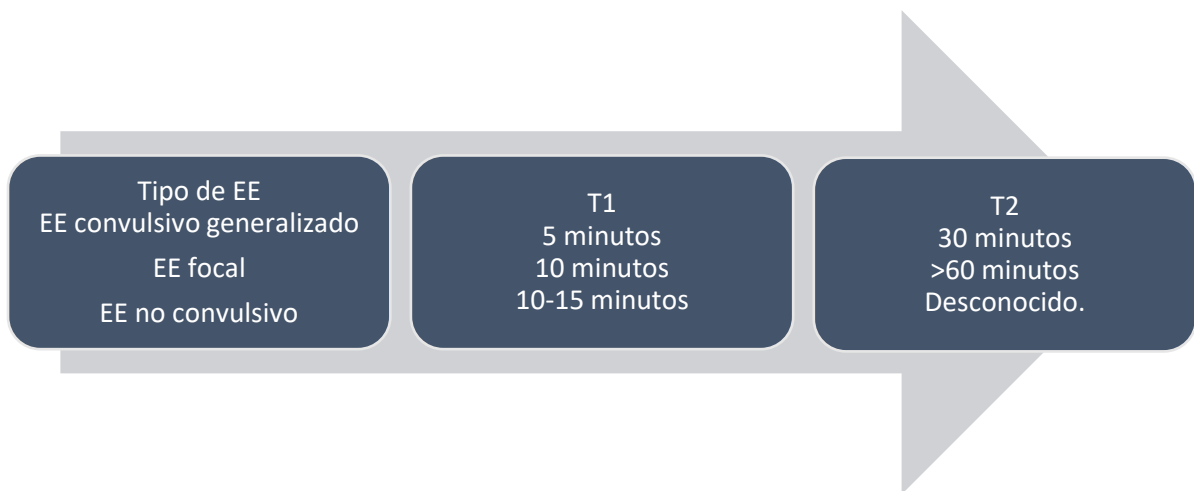 Tipo de EE
EE convulsivo generalizado
EE focal
EE no convulsivo
T1
5 minutos
10 minutos
10-15 minutos
T2
30 minutos
>60 minutos
Desconocido.